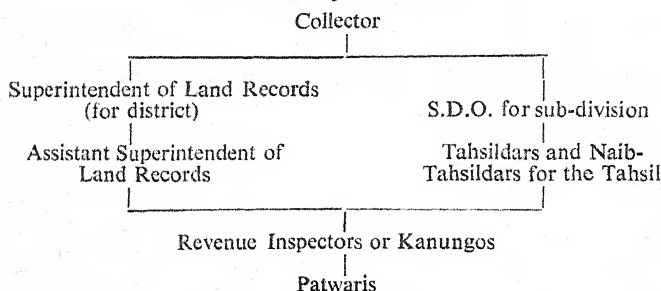 Collector
Superintendent of Land Records
(for district)
S.D.O. for sub-division
Assistant Superintendent of
Land Records
Tahsildars and Naib-
Tahsildars for the Tahsil
Revenue Inspectors or Kanungos
Patwaris